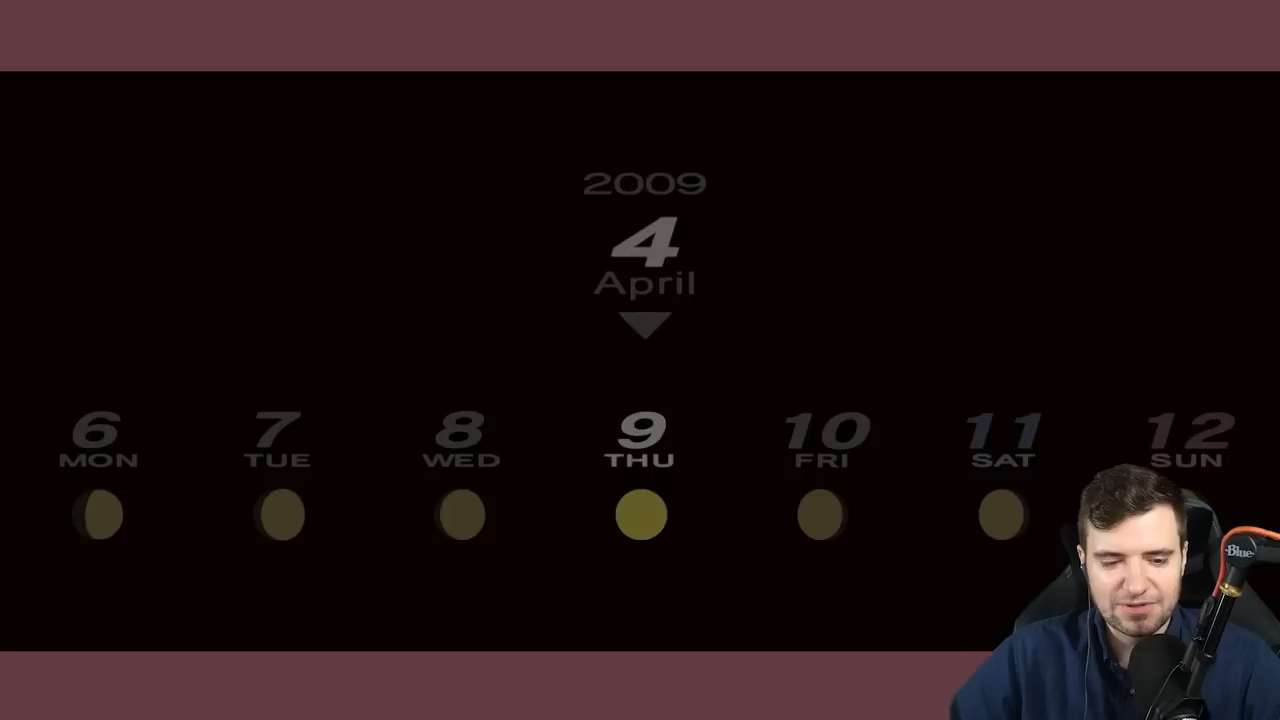 2009
4
April
6 7 8 9 10 11 12
MON TUE WED THU FRI SAT SUN
Blue